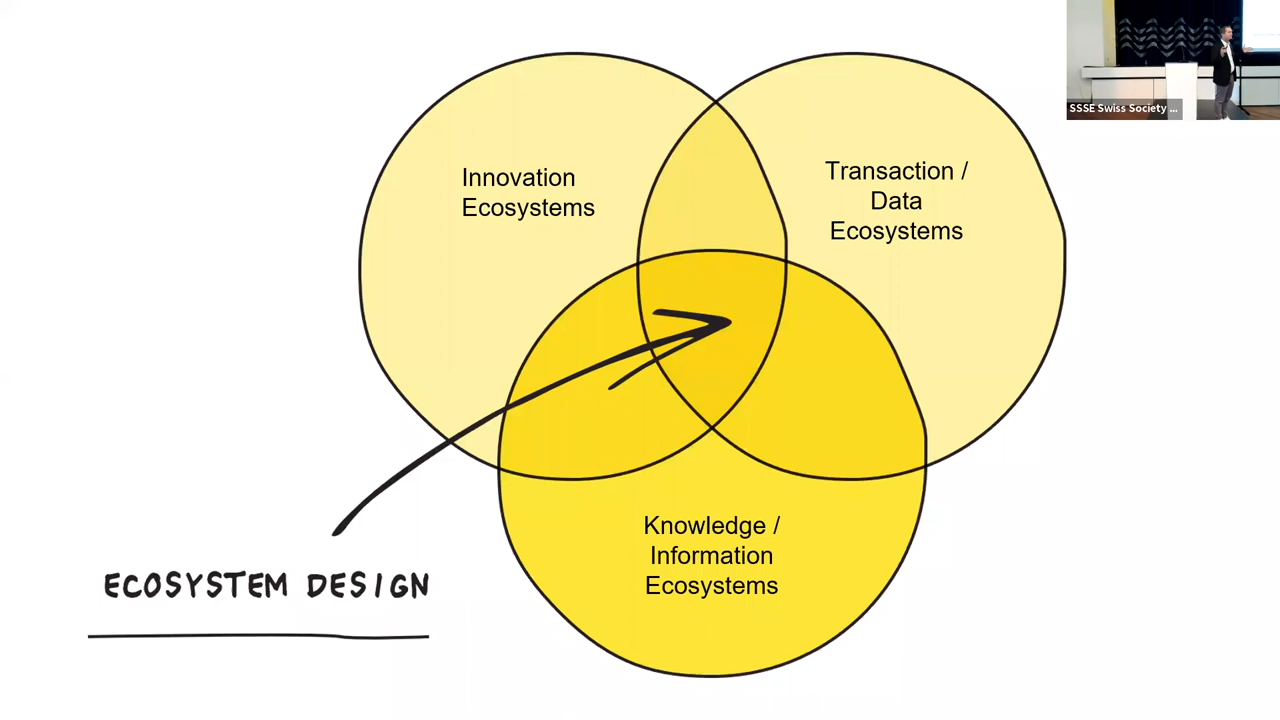 SSSE Swiss Society ...
Innovation
Ecosystems
Transaction /
Data
Ecosystems
Knowledge /
Information
Ecosystems
ECOSYSTEM DESIGN